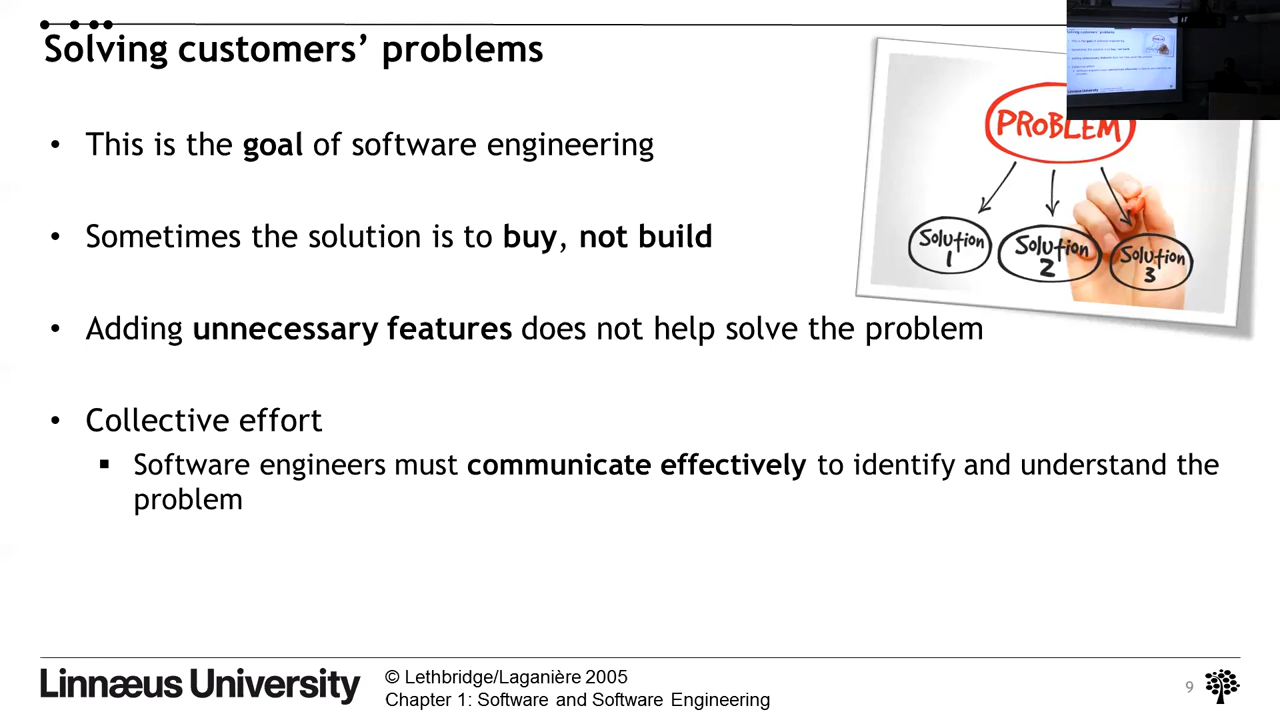 Solving customers’ problems
• This is the goal of software engineering
• Sometimes the solution is to buy, not build
• Adding unnecessary features does not help solve the problem
• Collective effort
▪ Software engineers must communicate effectively to identify and understand the
problem
PROBLEM
Solution
1
Solution
2
Solution
3
Linnæus University
© Lethbridge/Laganière 2005
Chapter 1: Software and Software Engineering
9